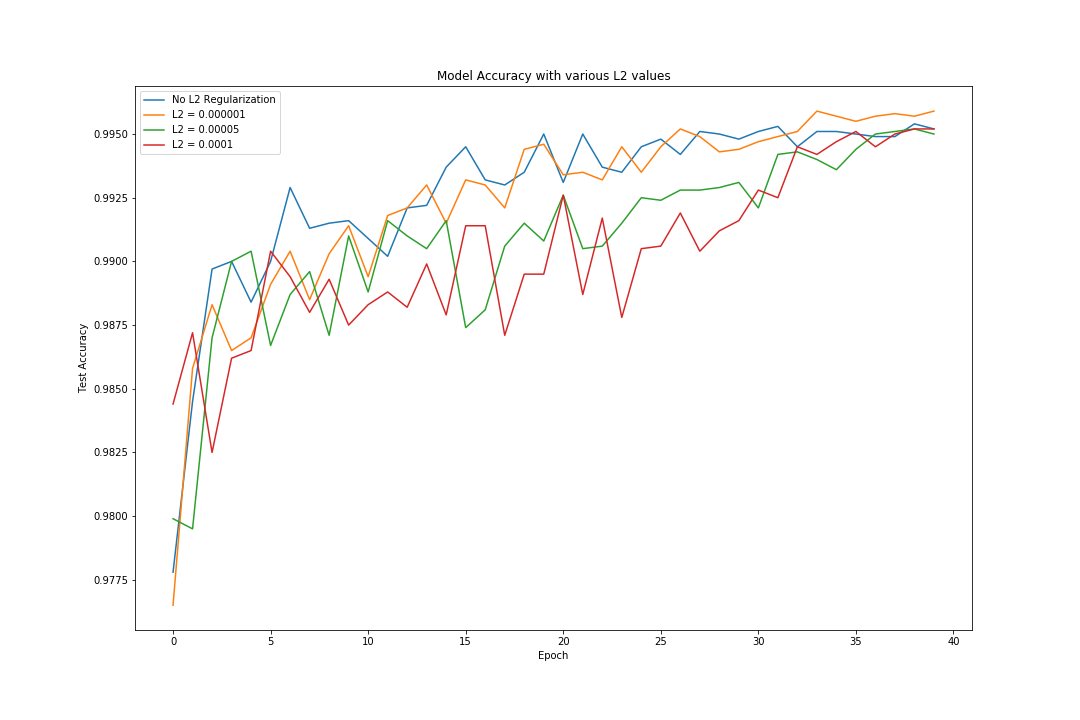 Model Accuracy with various L2 values
No L2 Regularization
L2 = 0.000001
L2 = 0.00005
L2 = 0.0001
Test Accuracy
0.9950
0.9925
0.9900
0.9875
0.9850
0.9825
0.9800
0.9775
0 5 10 15 20 25 30 35 40
Epoch